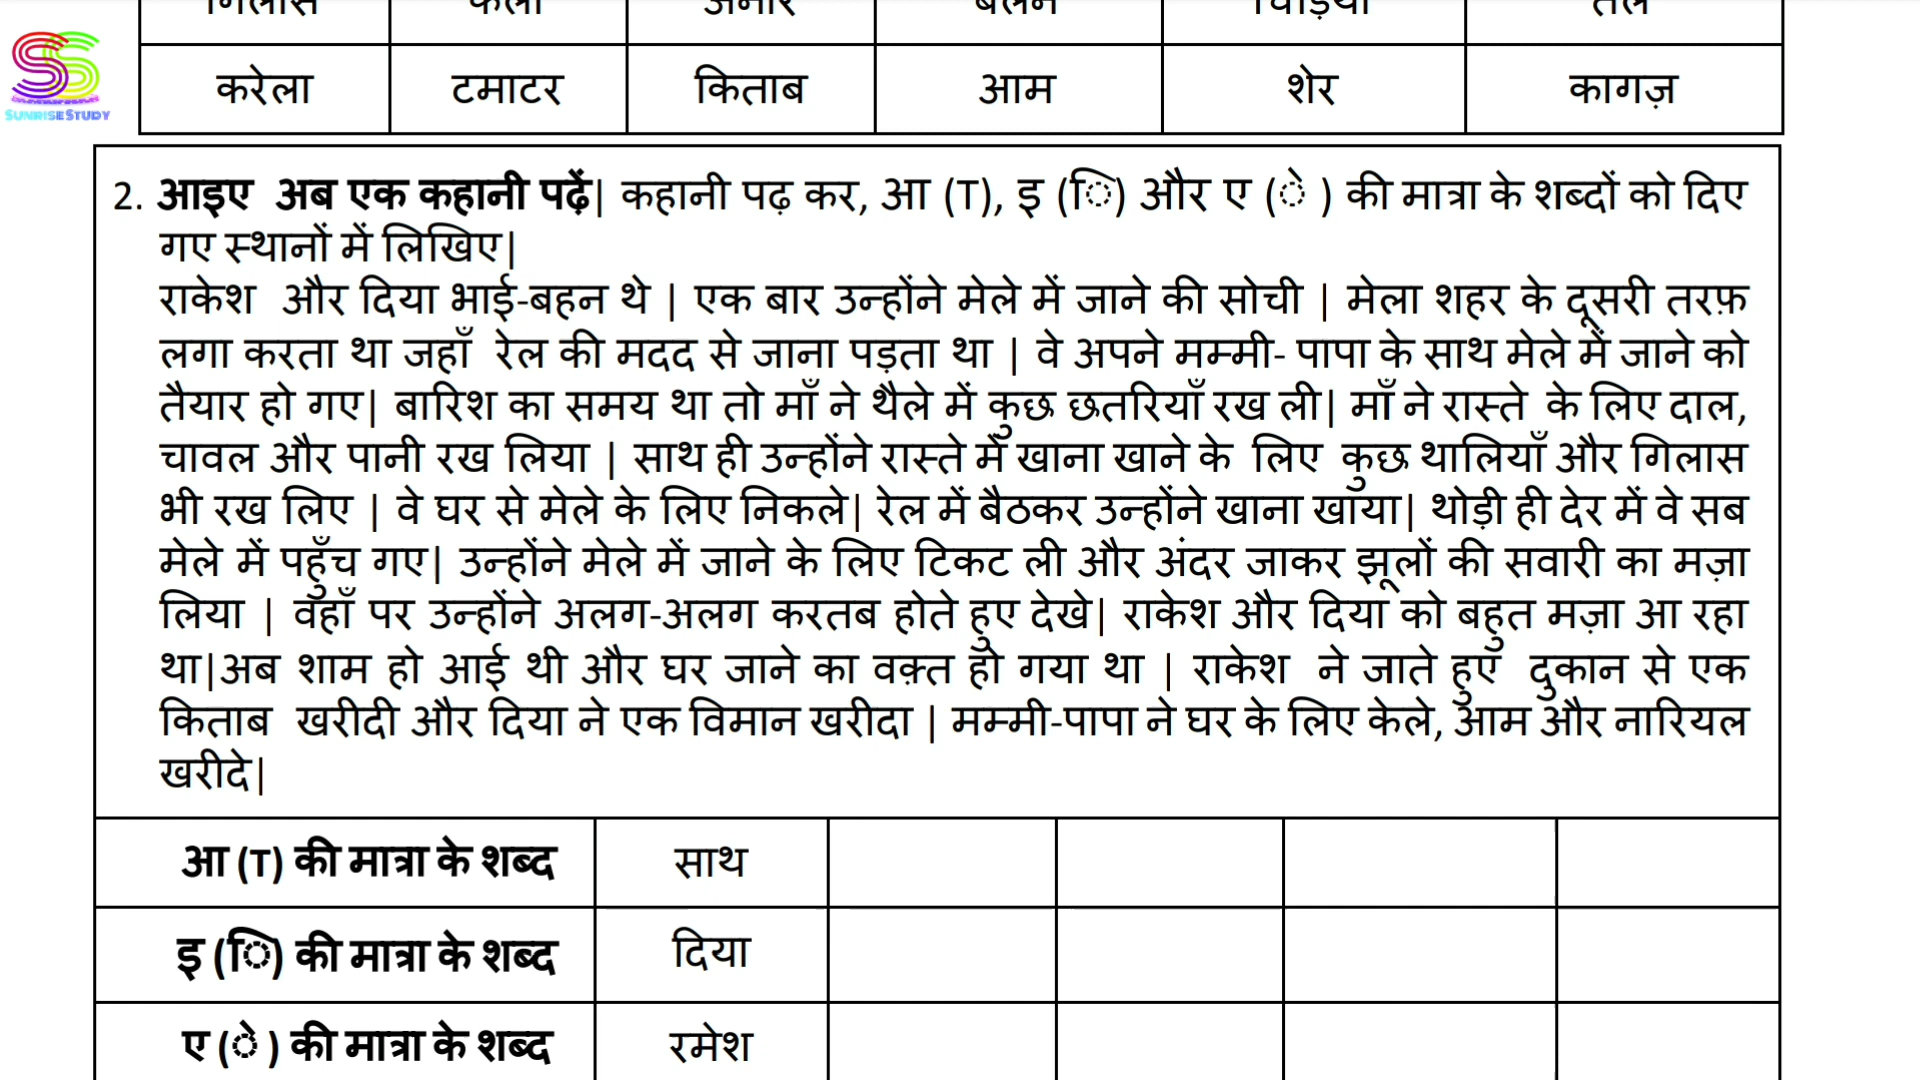 गिलास केला अनार बेलन चिड़िया तेल
करेला टमाटर किताब आम शेर कागज़
SUNRISE STUDY
2. आइए अब एक कहानी पढ़ें| कहानी पढ़ कर, आ (T), इ (ि) और ए (े ) की मात्रा के शब्दों को दिए
गए स्थानों में लिखिए|
राकेश और दिया भाई-बहन थे | एक बार उन्होंने मेले में जाने की सोची | मेला शहर के दूसरी तरफ़
लगा करता था जहाँ रेल की मदद से जाना पड़ता था | वे अपने मम्मी- पापा के साथ मेले में जाने को
तैयार हो गए| बारिश का समय था तो माँ ने थैले में कुछ छतरियाँ रख ली| माँ ने रास्ते के लिए दाल,
चावल और पानी रख लिया | साथ ही उन्होंने रास्ते में खाना खाने के लिए कुछ थालियाँ और गिलास
भी रख लिए | वे घर से मेले के लिए निकले| रेल में बैठकर उन्होंने खाना खाया| थोड़ी ही देर में वे सब
मेले में पहुँच गए| उन्होंने मेले में जाने के लिए टिकट ली और अंदर जाकर झूलों की सवारी का मज़ा
लिया | वहाँ पर उन्होंने अलग-अलग करतब होते हुए देखे| राकेश और दिया को बहुत मज़ा आ रहा
था|अब शाम हो आई थी और घर जाने का वक़्त हो गया था | राकेश ने जाते हुए दुकान से एक
किताब खरीदी और दिया ने एक विमान खरीदा | मम्मी-पापा ने घर के लिए केले, आम और नारियल
खरीदे|
आ (T) की मात्रा के शब्द साथ
इ (ि) की मात्रा के शब्द दिया
ए (े ) की मात्रा के शब्द रमेश